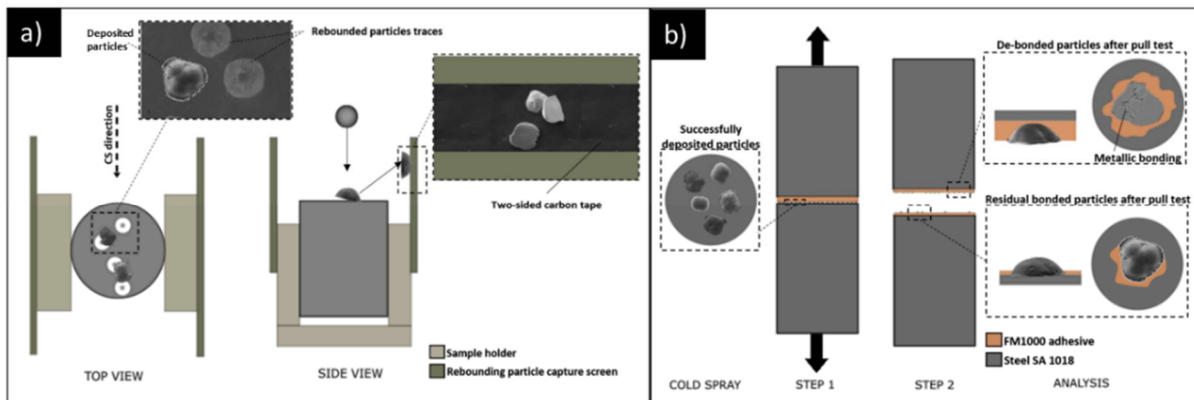 a)
Deposited
particles
Rebounded particles traces
CS direction
Two-sided carbon tape
Sample holder
Rebounding particle capture screen
TOP VIEW
SIDE VIEW
b)
De-bonded particles after pull test
Successfully
deposited particles
Metallic bonding
Residual bonded particles after pull test
FM1000 adhesive
Steel SA 1018
COLD SPRAY
STEP 1
STEP 2
ANALYSIS